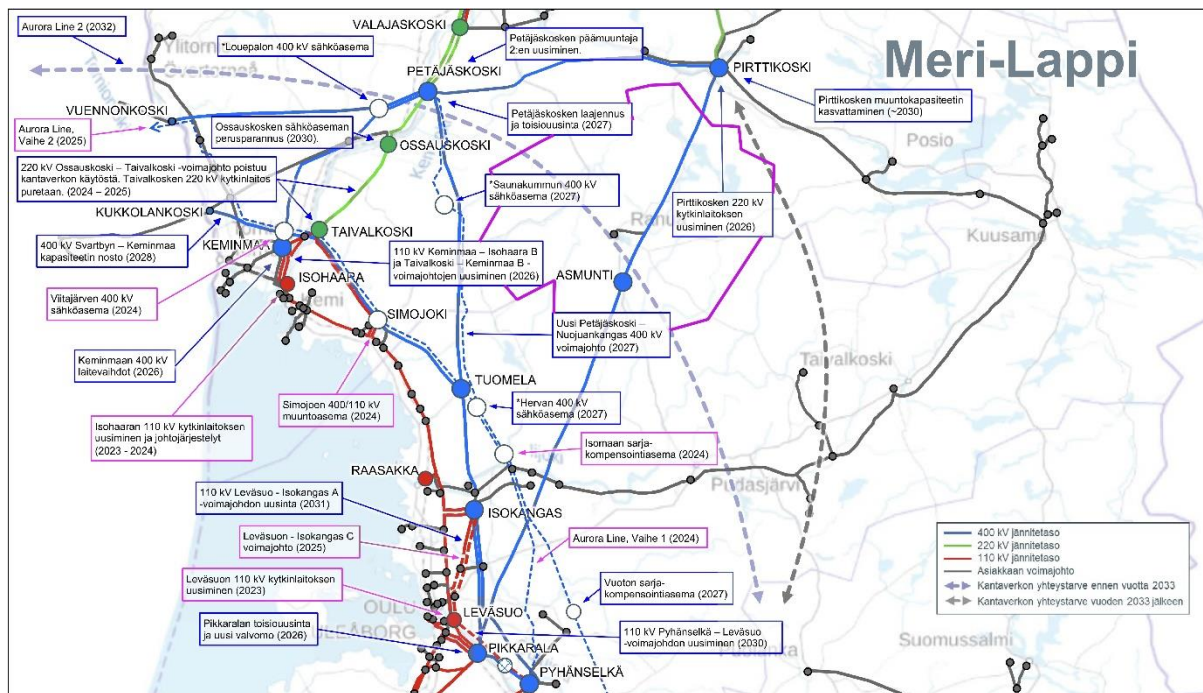 Meri-Lappi
Aurora Line 2 (2032)
*Louepalon 400 kV sähköasema
VALAJASKOSKI
Petäjäskosken päämuuntaja
2:en uusiminen.
PETÄJÄSKOSKI
PIRTTIKOSKI
VUENNONKOSKI
Aurora Line,
Vaihe 2 (2025)
Ossauskosken sähköaseman
perusparannus (2030).
OSSAUSKOSKI
Petäjäskosken laajennus
ja toisiouusinta (2027)
Pirttikosken muuntokapasiteetin
kasvattaminen (~2030)
Posio
220 kV Ossauskoski – Taivalkoski -voimajohto poistuu
kantaverkon käytöstä. Taivalkosken 220 kV kytkinlaitos
puretaan. (2024 – 2025)
*Saunakummun 400 kV
sähköasema (2027)
Pirttikosken 220 kV
kytkinlaitoksen
uusiminen (2026)
KUKKOLANKOSKI
TAIVALKOSKI
Kuusamo
400 kV Svartbyn – Keminmaa
kapasiteetin nosto (2028)
KEMINMAA
ISOHAARA
Kemi
110 kV Keminmaa – Isohaara B
ja Taivalkoski – Keminmaa B -
voimajohtojen uusiminen (2026)
ASMUNTI
Viitajärven 400 kV
sähköasema (2024)
SIMOJOKI
Uusi Petäjäskoski –
Nuojuankangas 400 kV
voimajohto (2027)
Keminmaan 400 kV
laitevaihdot (2026)
Taivalkoski
TUOMELA
Simojoen 400/110 kV
muuntoasema (2024)
*Hervan 400 kV
sähköasema (2027)
Isohaaran 110 kV kytkinlaitoksen
uusiminen ja johtojärjestelyt
(2023 - 2024)
Isomaan sarja-
kompensointiasema (2024)
RAASAKKA
Pudasjärvi
110 kV Leväsuo - Isokangas A
-voimajohdon uusinta (2031)
ISOKANGAS
Leväsuon - Isokangas C
voimajohto (2025)
Aurora Line, Vaihe 1 (2024)
400 kV jännitetaso
220 kV jännitetaso
110 kV jännitetaso
Asiakkaan voimajohto
Kantaverkon yhteystarve ennen vuotta 2033
Kantaverkon yhteystarve vuoden 2033 jälkeen
Leväsuon 110 kV kytkinlaitoksen
uusiminen (2023)
Vuoton sarja-
kompensointiasema (2027)
OULU
LEVÄSUO
Pikkaralan toisiouusinta
ja uusi valvomo (2026)
110 kV Pyhänselkä – Leväsuo
-voimajohdon uusiminen (2030)
Suomussalmi
PIKKARALA
PYHÄNSELKÄ